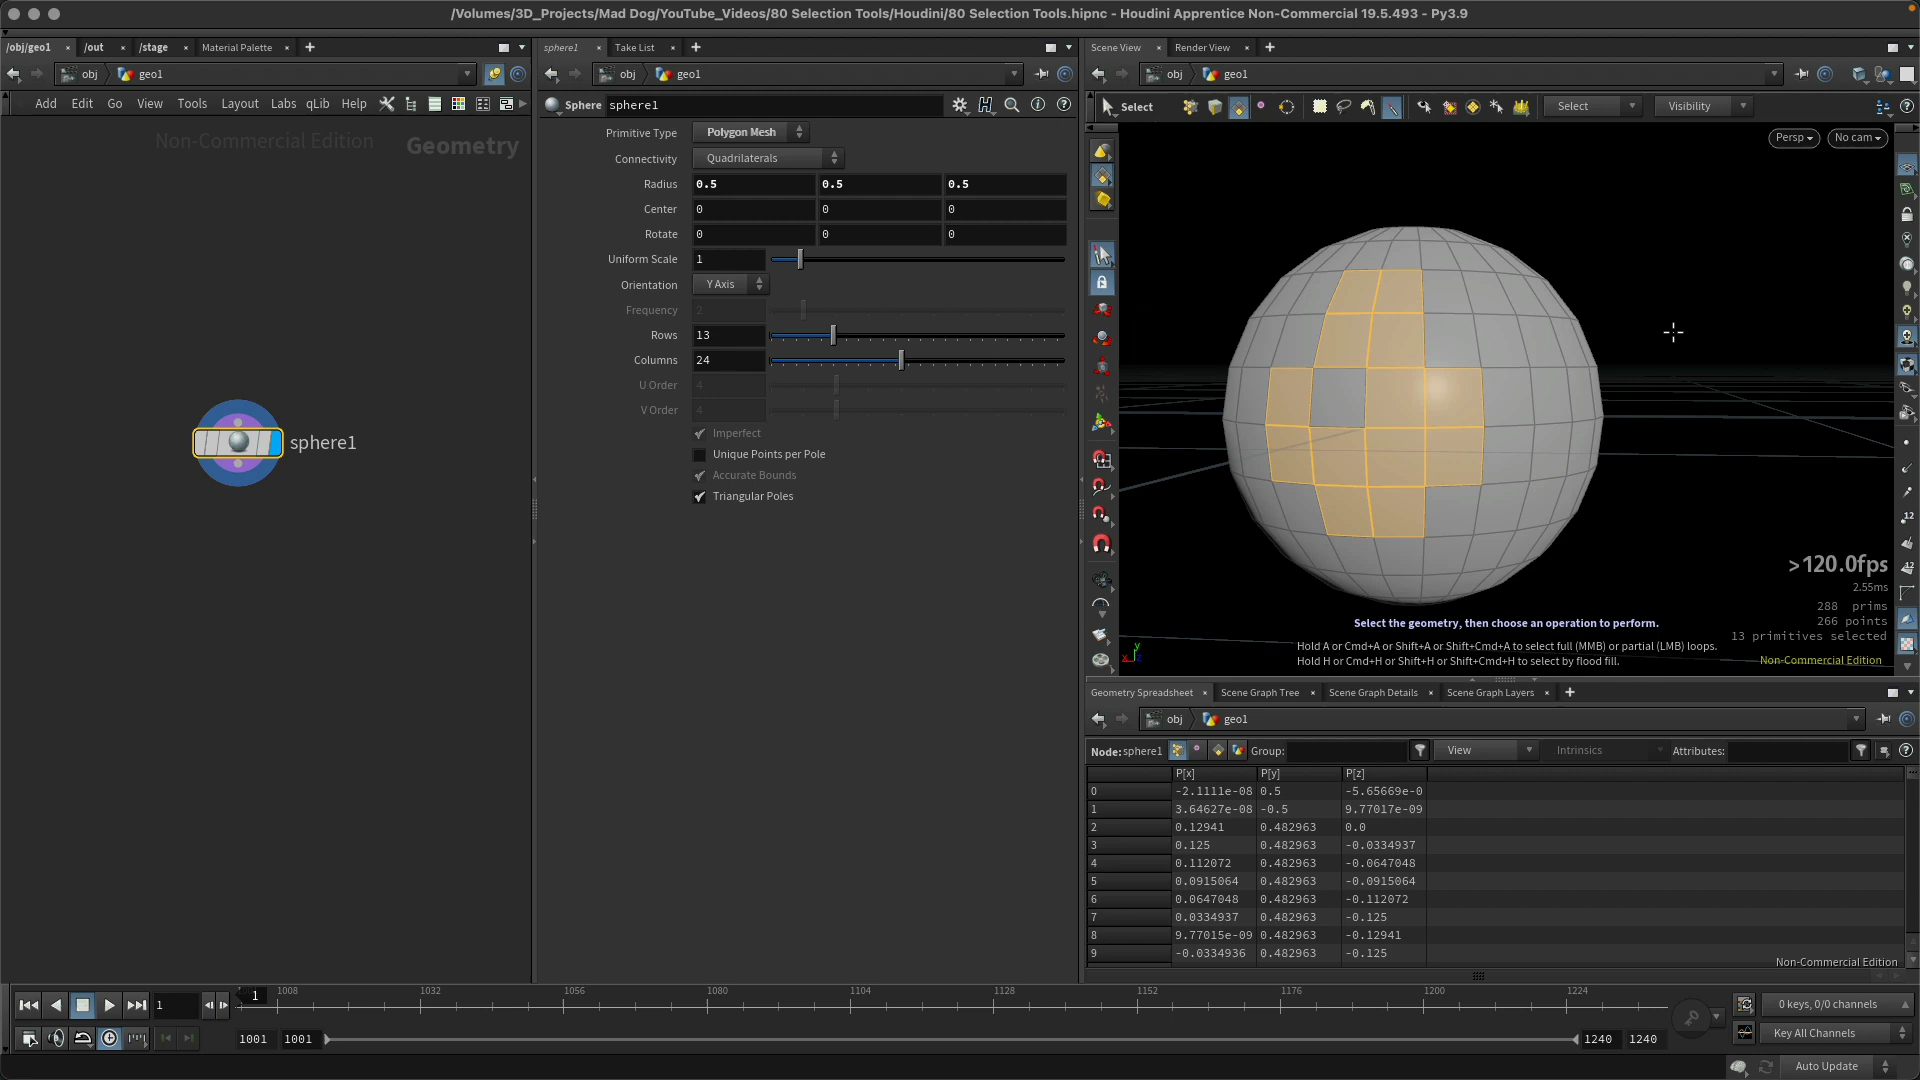 /Volumes/3D_Projects/Mad Dog/YouTube_Videos/80 Selection Tools/Houdini/80 Selection Tools.hipnc - Houdini Apprentice Non-Commercial 19.5.493 - Py3.9
/obj/geo1 /out /stage Material Palette
obj geo1
Add Edit Go View Tools Layout Labs qLib Help
Non-Commercial Edition Geometry
sphere1
sphere1 Take List
obj geo1
Sphere sphere1
Primitive Type Polygon Mesh
Connectivity Quadrilaterals
Radius 0.5 0.5 0.5
Center 0 0 0
Rotate 0 0 0
Uniform Scale 1
Orientation Y Axis
Frequency 2
Rows 13
Columns 24
U Order 4
V Order 4
Imperfect
Unique Points per Pole
Accurate Bounds
Triangular Poles
Scene View Render View
obj geo1
Select Select Visibility
Persp No cam
>120.0fps
2.55ms
288 prims
266 points
13 primitives selected
Select the geometry, then choose an operation to perform.
Hold A or Cmd+A or Shift+A or Shift+Cmd+A to select full (MMB) or partial (LMB) loops.
Hold H or Cmd+H or Shift+H or Shift+Cmd+H to select by flood fill.
Non-Commercial Edition
y x z
12
12
Geometry Spreadsheet Scene Graph Tree Scene Graph Details Scene Graph Layers
obj geo1
Node: sphere1 Group: View Intrinsics Attributes:
P[x] P[y] P[z]
0 -2.1111e-08 0.5 -5.65669e-0
1 3.64627e-08 -0.5 9.77017e-09
2 0.12941 0.482963 0.0
3 0.125 0.482963 -0.0334937
4 0.112072 0.482963 -0.0647048
5 0.0915064 0.482963 -0.0915064
6 0.0647048 0.482963 -0.112072
7 0.0334937 0.482963 -0.125
8 9.77015e-09 0.482963 -0.12941
9 -0.0334936 0.482963 -0.125
Non-Commercial Edition
1 1 1008 1032 1056 1080 1104 1128 1152 1176 1200 1224
0 keys, 0/0 channels
1001 1001 1240 1240
Key All Channels
Auto Update